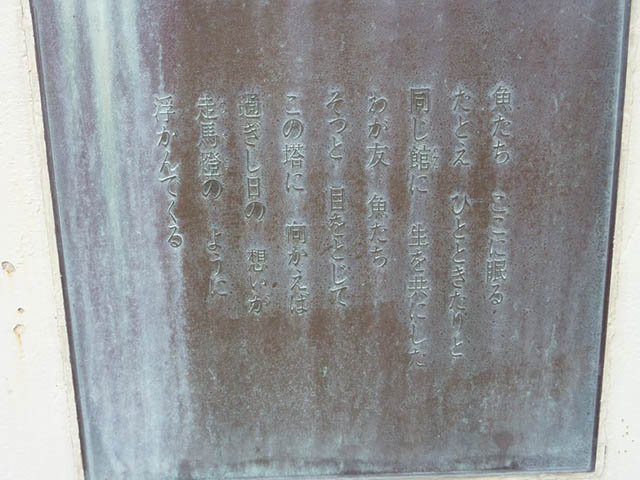 魚たち　ここに眠る……
たとえ　ひとときたりと
同じ館に　生を共にした
わが友　魚たち
そっと　目をとじて
この塔に　向かえば
過ぎし日の　想いが
走馬燈の　ように
浮かんでくる